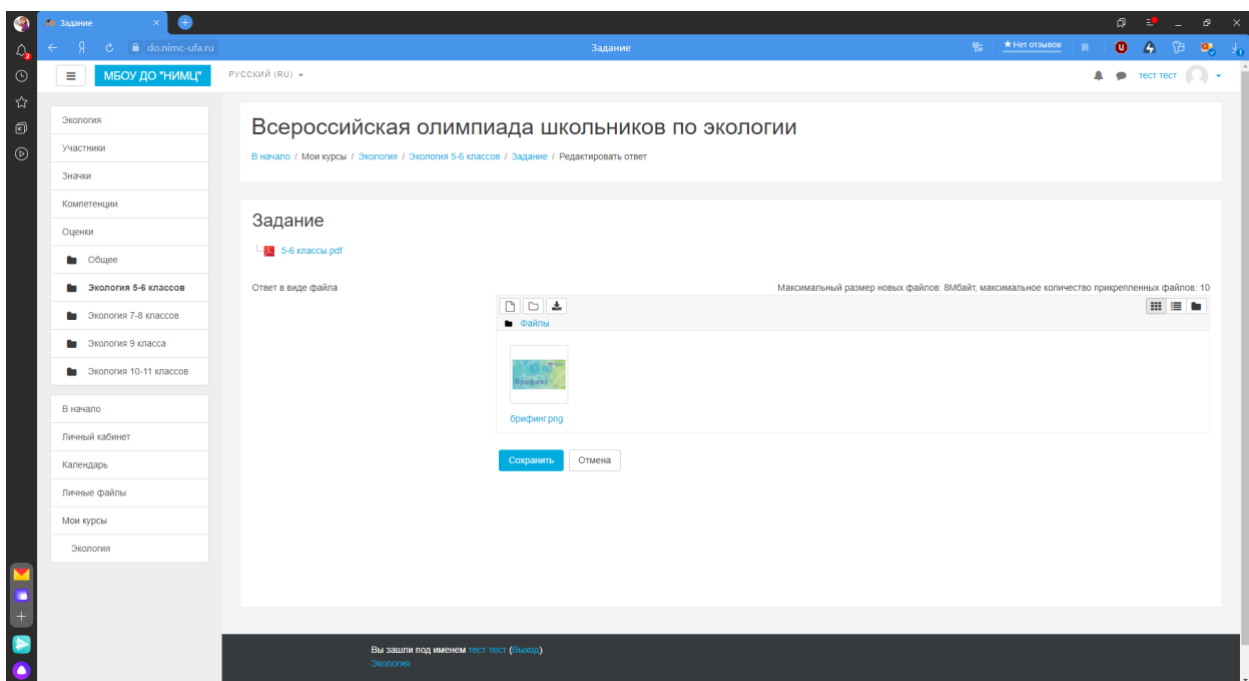 Задание
do.nimc-ufa.ru
Задание
★ Нет отзывов
МБОУ ДО "НИМЦ"
РУССКИЙ (RU)
ТЕСТ ТЕСТ
Экология
Участники
Значки
Компетенции
Оценки
Общее
Экология 5-6 классов
Экология 7-8 классов
Экология 9 класса
Экология 10-11 классов
В начало
Личный кабинет
Календарь
Личные файлы
Мои курсы
Экология
Всероссийская олимпиада школьников по экологии
В начало / Мои курсы / Экология / Экология 5-6 классов / Задание / Редактировать ответ
Задание
5-6 классы.pdf
Ответ в виде файла
Максимальный размер новых файлов: 8Мбайт, максимальное количество прикрепленных файлов: 10
Файлы
Брифинг
брифинг.png
Сохранить
Отмена
Вы зашли под именем тест тест (Выход)
Экология